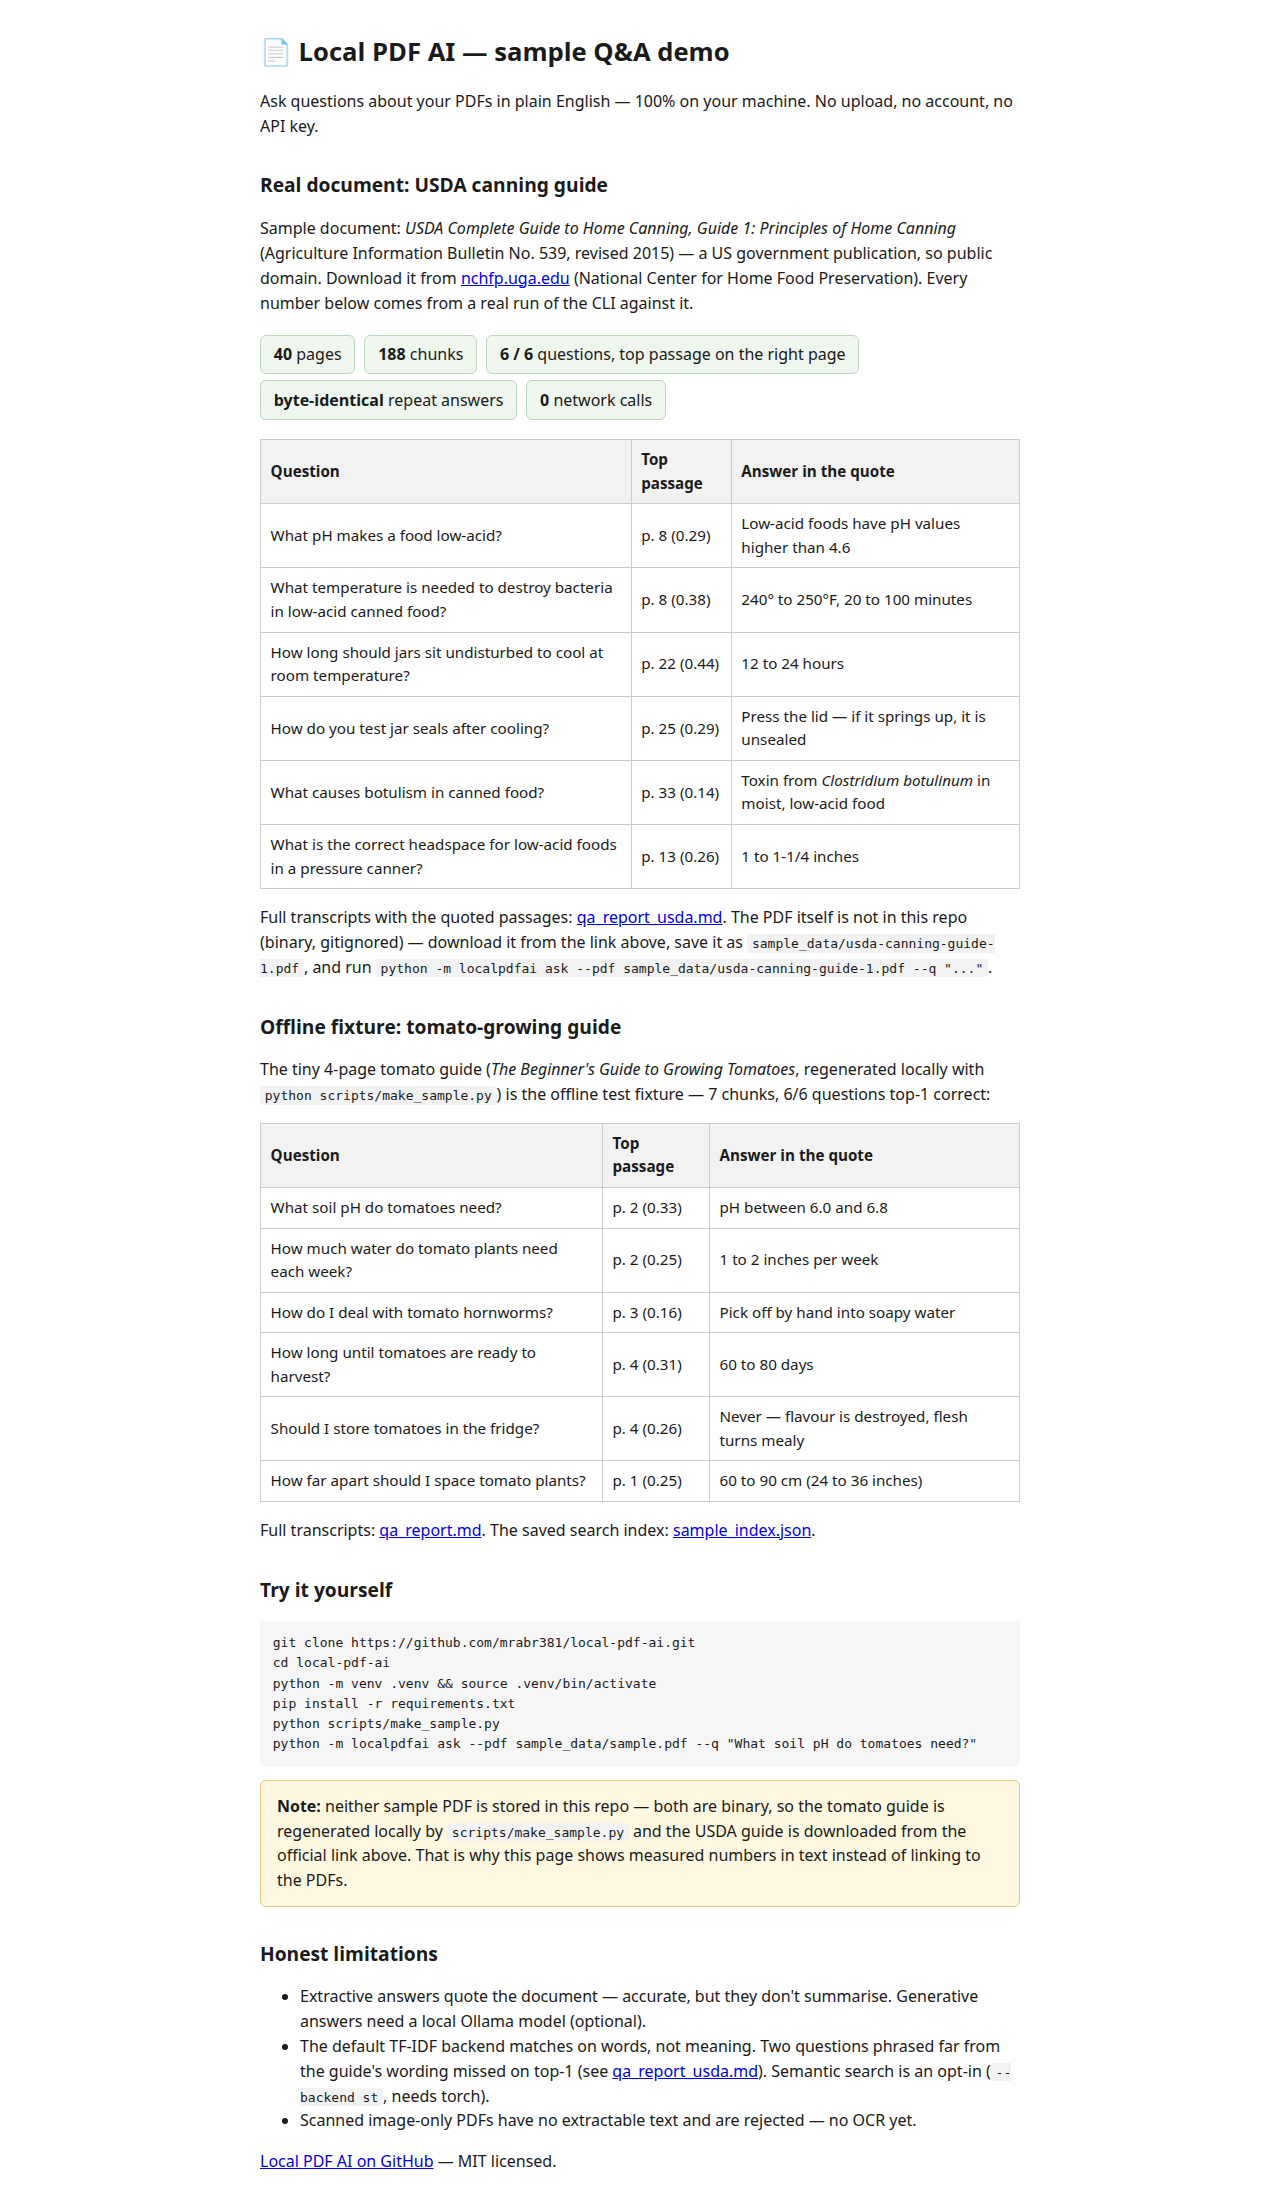 📄 Local PDF AI — sample Q&A demo
Ask questions about your PDFs in plain English — 100% on your machine. No upload, no account, no
API key.
Real document: USDA canning guide
Sample document: USDA Complete Guide to Home Canning, Guide 1: Principles of Home Canning
(Agriculture Information Bulletin No. 539, revised 2015) — a US government publication, so public
domain. Download it from nchfp.uga.edu (National Center for Home Food Preservation). Every
number below comes from a real run of the CLI against it.
40 pages 188 chunks 6 / 6 questions, top passage on the right page
byte-identical repeat answers 0 network calls
Question Top passage Answer in the quote
What pH makes a food low-acid? p. 8 (0.29) Low-acid foods have pH values
higher than 4.6
What temperature is needed to destroy bacteria
in low-acid canned food? p. 8 (0.38) 240° to 250°F, 20 to 100 minutes
How long should jars sit undisturbed to cool at
room temperature? p. 22 (0.44) 12 to 24 hours
How do you test jar seals after cooling? p. 25 (0.29) Press the lid — if it springs up, it is
unsealed
What causes botulism in canned food? p. 33 (0.14) Toxin from Clostridium botulinum in
moist, low-acid food
What is the correct headspace for low-acid foods
in a pressure canner? p. 13 (0.26) 1 to 1-1/4 inches
Full transcripts with the quoted passages: qa_report_usda.md. The PDF itself is not in this repo
(binary, gitignored) — download it from the link above, save it as sample_data/usda-canning-guide-
1.pdf , and run python -m localpdfai ask --pdf sample_data/usda-canning-guide-1.pdf --q "..." .
Offline fixture: tomato-growing guide
The tiny 4-page tomato guide (The Beginner's Guide to Growing Tomatoes, regenerated locally with
python scripts/make_sample.py ) is the offline test fixture — 7 chunks, 6/6 questions top-1 correct:
Question Top passage Answer in the quote
What soil pH do tomatoes need? p. 2 (0.33) pH between 6.0 and 6.8
How much water do tomato plants need
each week? p. 2 (0.25) 1 to 2 inches per week
How do I deal with tomato hornworms? p. 3 (0.16) Pick off by hand into soapy water
How long until tomatoes are ready to
harvest? p. 4 (0.31) 60 to 80 days
Should I store tomatoes in the fridge? p. 4 (0.26) Never — flavour is destroyed, flesh
turns mealy
How far apart should I space tomato plants? p. 1 (0.25) 60 to 90 cm (24 to 36 inches)
Full transcripts: qa_report.md. The saved search index: sample_index.json.
Try it yourself
git clone https://github.com/mrabr381/local-pdf-ai.git
cd local-pdf-ai
python -m venv .venv && source .venv/bin/activate
pip install -r requirements.txt
python scripts/make_sample.py
python -m localpdfai ask --pdf sample_data/sample.pdf --q "What soil pH do tomatoes need?"
Note: neither sample PDF is stored in this repo — both are binary, so the tomato guide is
regenerated locally by scripts/make_sample.py and the USDA guide is downloaded from the
official link above. That is why this page shows measured numbers in text instead of linking to
the PDFs.
Honest limitations
• Extractive answers quote the document — accurate, but they don't summarise. Generative
answers need a local Ollama model (optional).
• The default TF-IDF backend matches on words, not meaning. Two questions phrased far from
the guide's wording missed on top-1 (see qa_report_usda.md). Semantic search is an opt-in ( --
backend st , needs torch).
• Scanned image-only PDFs have no extractable text and are rejected — no OCR yet.
Local PDF AI on GitHub — MIT licensed.